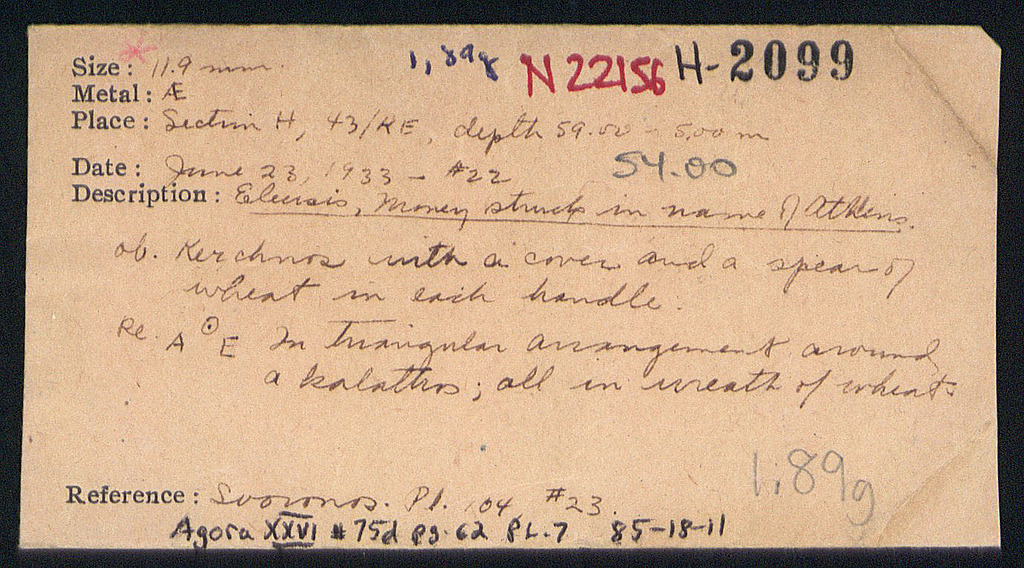 1,89g N22156 H-2099
Size: 11.9 mm.
Metal: Æ
Place: Section H, 43/KE, depth 59.00 - 5.00 m
54.00
Date: June 23, 1933 - #22
Description: Eleusis, Money struck in name of Athens.
ob. Kerchnos with a cover and a spear of
wheat in each handle.
Re. A Θ E In triangular arrangement around
a kalathos; all in wreath of wheat.
1.89g
Reference: Svoronos. Pl. 104, #23.
Agora XXVI #75d pg. 62 PL.7 85-18-11